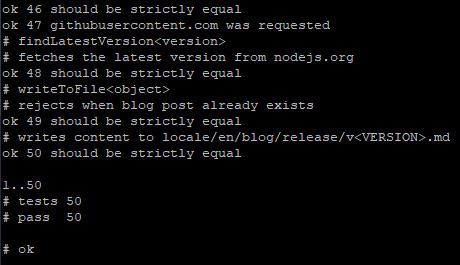 ok 46 should be strictly equal
ok 47 githubusercontent.com was requested
# findLatestVersion<version>
# fetches the latest version from nodejs.org
ok 48 should be strictly equal
# writeToFile<object>
# rejects when blog post already exists
ok 49 should be strictly equal
# writes content to locale/en/blog/release/v<VERSION>.md
ok 50 should be strictly equal
1..50
# tests 50
# pass  50
# ok